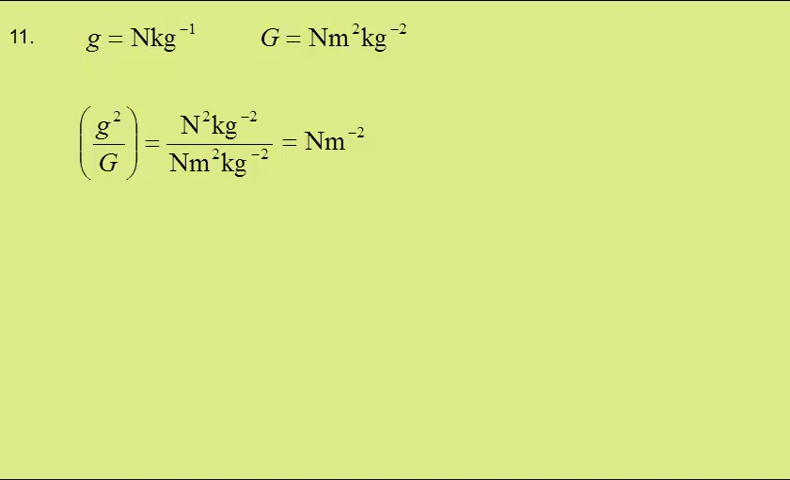 11. g = Nkg⁻¹ G = Nm²kg⁻²
(g²/G) = N²kg⁻²/Nm²kg⁻² = Nm⁻²